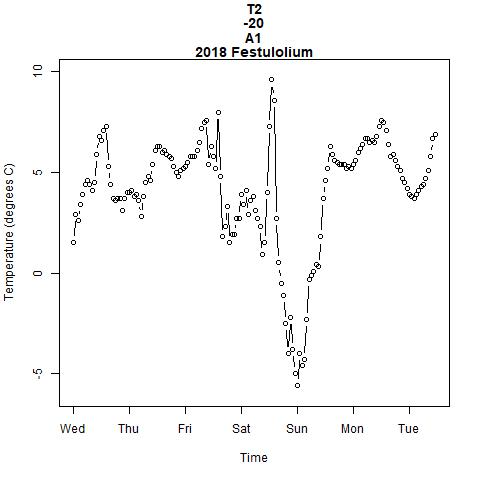 T2
-20
A1
2018 Festulolium
Temperature (degrees C)
10
5
0
-5
Wed Thu Fri Sat Sun Mon Tue
Time